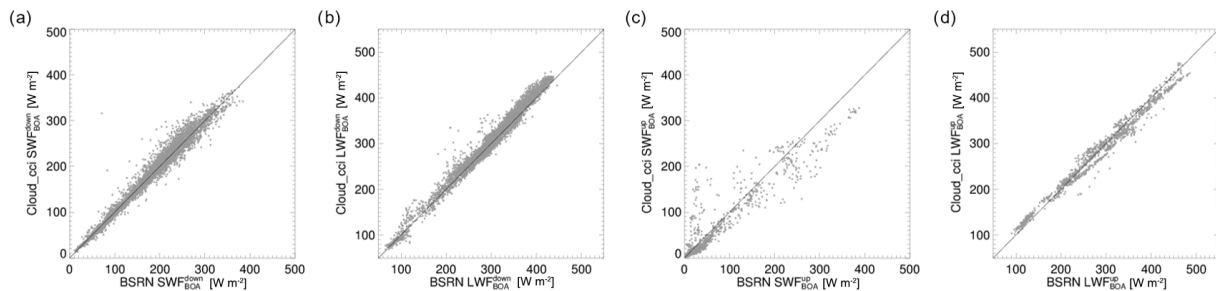 (a)
500
400
300
200
100
0
Cloud_cci SWF^down_BOA [W m⁻²]
0 100 200 300 400 500
BSRN SWF^down_BOA [W m⁻²]
(b)
500
400
300
200
100
Cloud_cci LWF^down_BOA [W m⁻²]
100 200 300 400 500
BSRN LWF^down_BOA [W m⁻²]
(c)
500
400
300
200
100
0
Cloud_cci SWF^up_BOA [W m⁻²]
0 100 200 300 400 500
BSRN SWF^up_BOA [W m⁻²]
(d)
500
400
300
200
100
Cloud_cci LWF^up_BOA [W m⁻²]
100 200 300 400 500
BSRN LWF^up_BOA [W m⁻²]